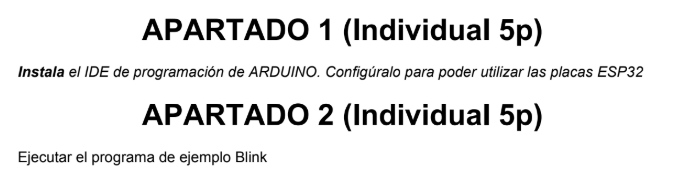 APARTADO 1 (Individual 5p)
Instala el IDE de programación de ARDUINO. Configúralo para poder utilizar las placas ESP32
APARTADO 2 (Individual 5p)
Ejecutar el programa de ejemplo Blink